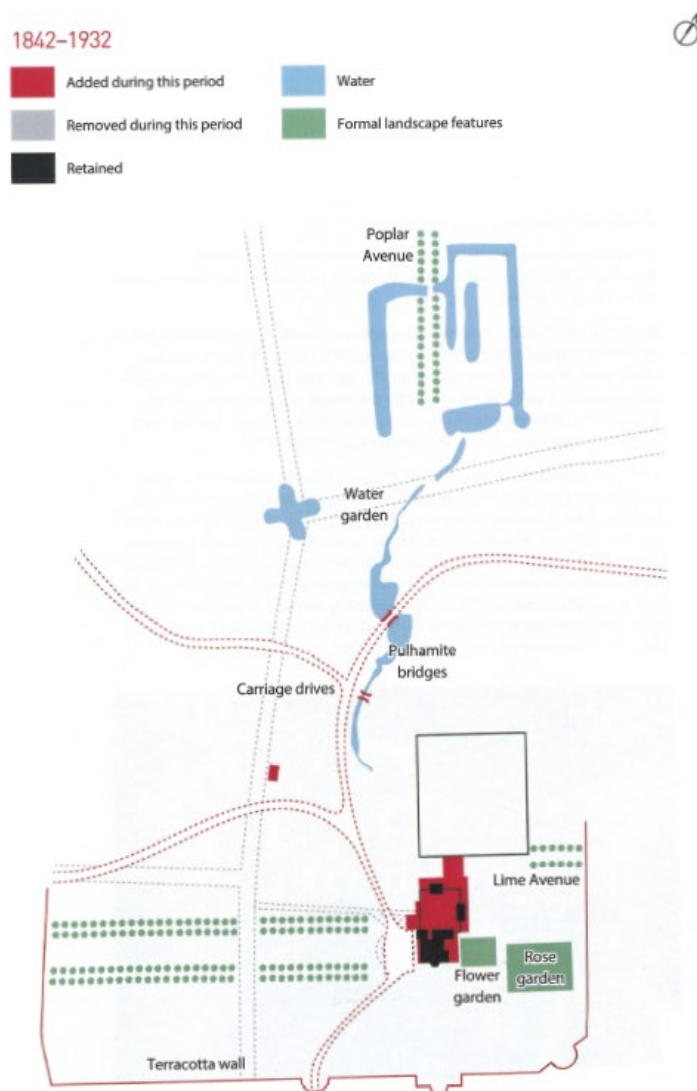 1842–1932
Added during this period
Water
Removed during this period
Formal landscape features
Retained
Poplar
Avenue
Water
garden
Pulhamite
bridges
Carriage drives
Lime Avenue
Rose
garden
Flower
garden
Terracotta wall